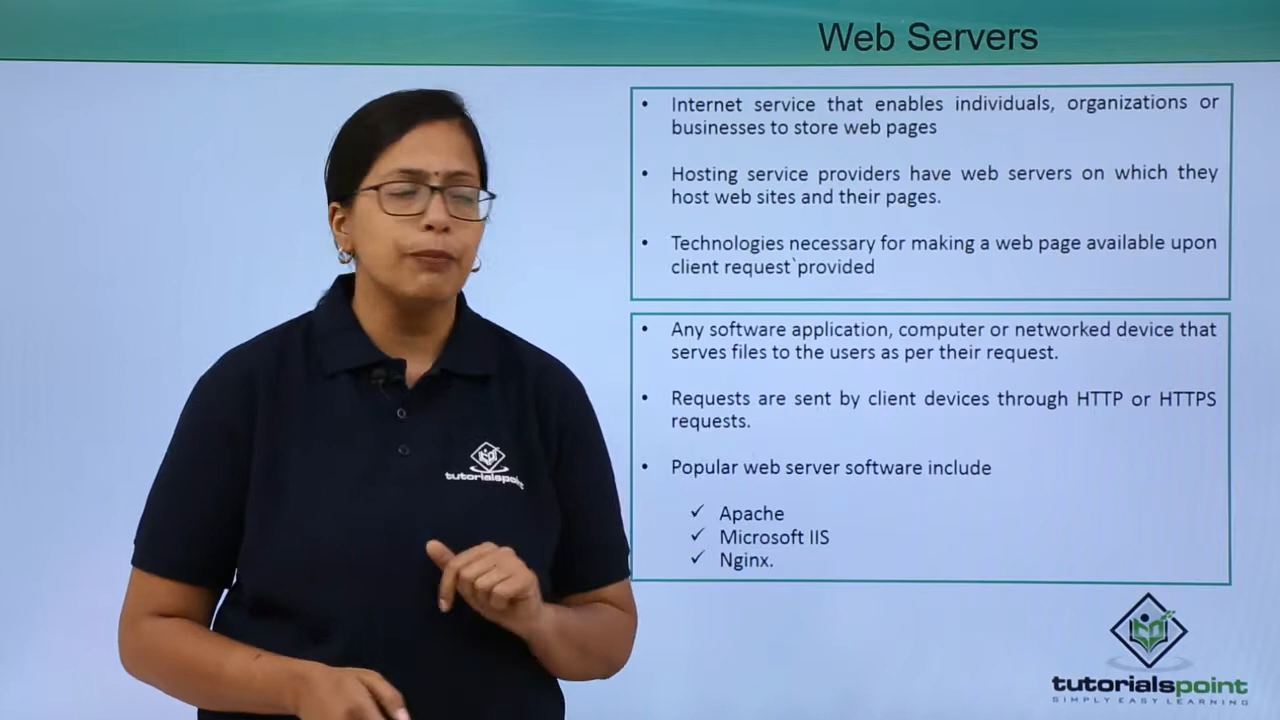 Web Servers
• Internet service that enables individuals, organizations or
businesses to store web pages
• Hosting service providers have web servers on which they
host web sites and their pages.
• Technologies necessary for making a web page available upon
client request`provided
• Any software application, computer or networked device that
serves files to the users as per their request.
• Requests are sent by client devices through HTTP or HTTPS
requests.
• Popular web server software include
✓ Apache
✓ Microsoft IIS
✓ Nginx.
tutorialspoint
tutorialspoint
SIMPLY EASY LEARNING